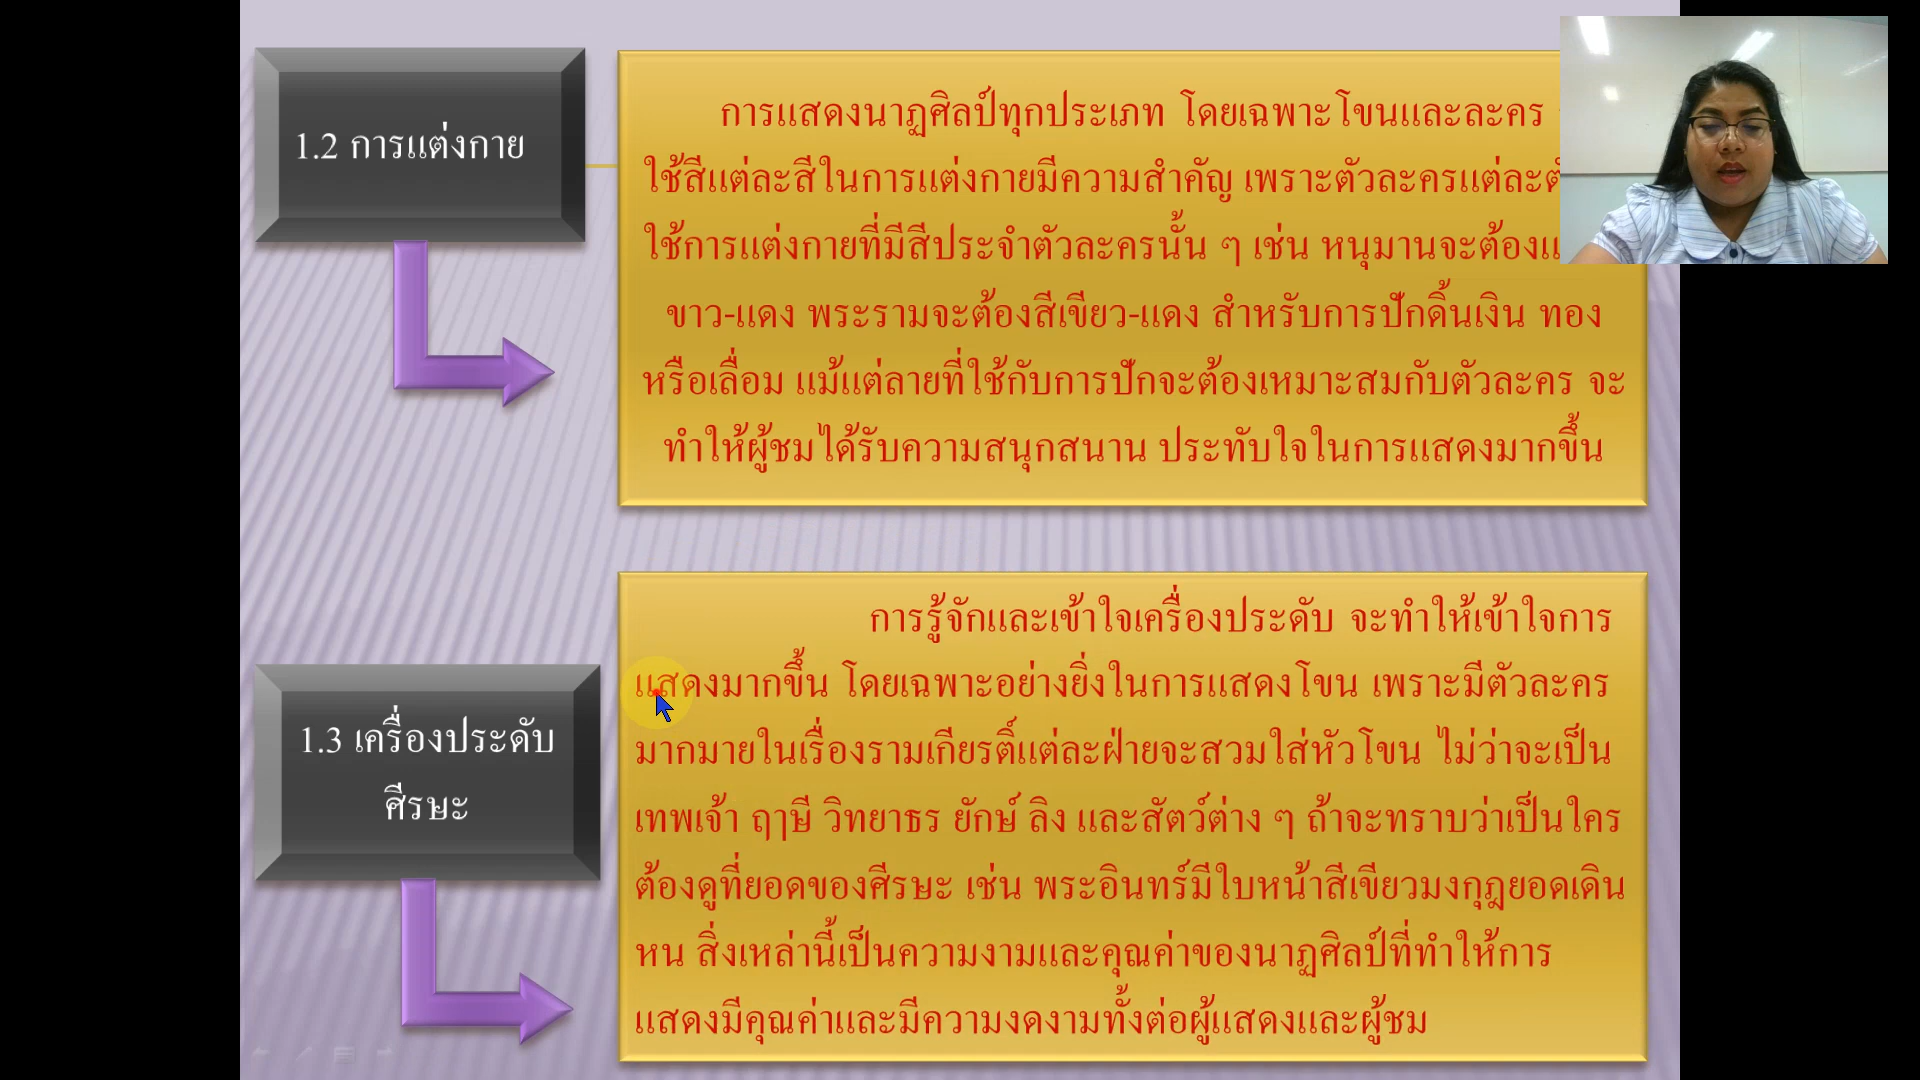 1.2 การแต่งกาย
การแสดงนาฏศิลป์ทุกประเภท โดยเฉพาะโขนและละคร
ใช้สีแต่ละสีในการแต่งกายมีความสำคัญ เพราะตัวละครแต่ละ
ใช้การแต่งกายที่มีสีประจำตัวละครนั้น ๆ เช่น หนุมานจะต้อง
ขาว-แดง พระรามจะต้องสีเขียว-แดง สำหรับการปักดิ้นเงิน ทอง
หรือเลื่อม แม้แต่ลายที่ใช้กับการปักจะต้องเหมาะสมกับตัวละคร จะ
ทำให้ผู้ชมได้รับความสนุกสนาน ประทับใจในการแสดงมากขึ้น
1.3 เครื่องประดับ
ศีรษะ
การรู้จักและเข้าใจเครื่องประดับ จะทำให้เข้าใจการ
แสดงมากขึ้น โดยเฉพาะอย่างยิ่งในการแสดงโขน เพราะมีตัวละคร
มากมายในเรื่องรามเกียรติ์แต่ละฝ่ายจะสวมใส่หัวโขน ไม่ว่าจะเป็น
เทพเจ้า ฤๅษี วิทยาธร ยักษ์ ลิง และสัตว์ต่าง ๆ ถ้าจะทราบว่าเป็นใคร
ต้องดูที่ยอดของศีรษะ เช่น พระอินทร์มีใบหน้าสีเขียวมงกุฎยอดเดิน
หน สิ่งเหล่านี้เป็นความงามและคุณค่าของนาฏศิลป์ที่ทำให้การ
แสดงมีคุณค่าและมีความงดงามทั้งต่อผู้แสดงและผู้ชม